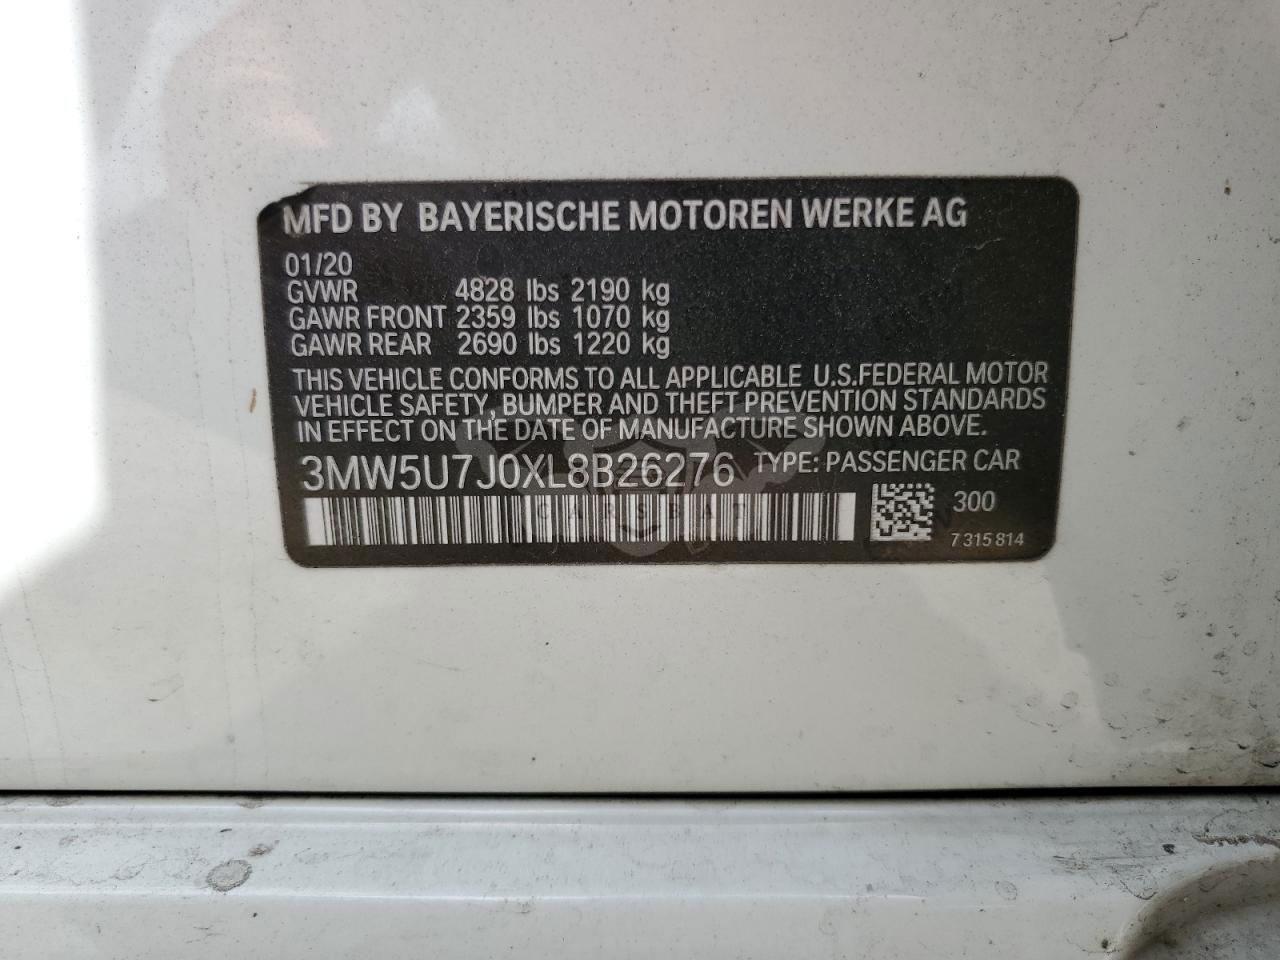 MFD BY BAYERISCHE MOTOREN WERKE AG
01/20
GVWR 4828 lbs 2190 kg
GAWR FRONT 2359 lbs 1070 kg
GAWR REAR 2690 lbs 1220 kg
THIS VEHICLE CONFORMS TO ALL APPLICABLE U.S.FEDERAL MOTOR
VEHICLE SAFETY, BUMPER AND THEFT PREVENTION STANDARDS
IN EFFECT ON THE DATE OF MANUFACTURE SHOWN ABOVE.
3MW5U7J0XL8B26276 TYPE: PASSENGER CAR
CARSBAT
300
7 315 814